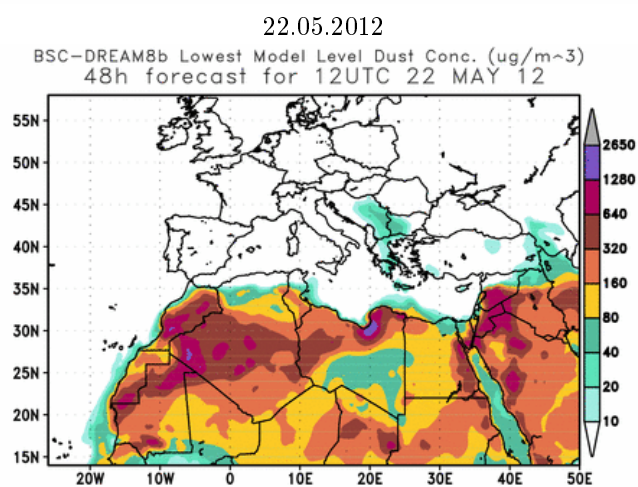 22.05.2012
BSC-DREAM8b Lowest Model Level Dust Conc. (ug/m^3)
48h forecast for 12UTC 22 MAY 12
55N
50N
45N
40N
35N
30N
25N
20N
15N
20W
10W
0
10E
20E
30E
40E
50E
2650
1280
640
320
160
80
40
20
10